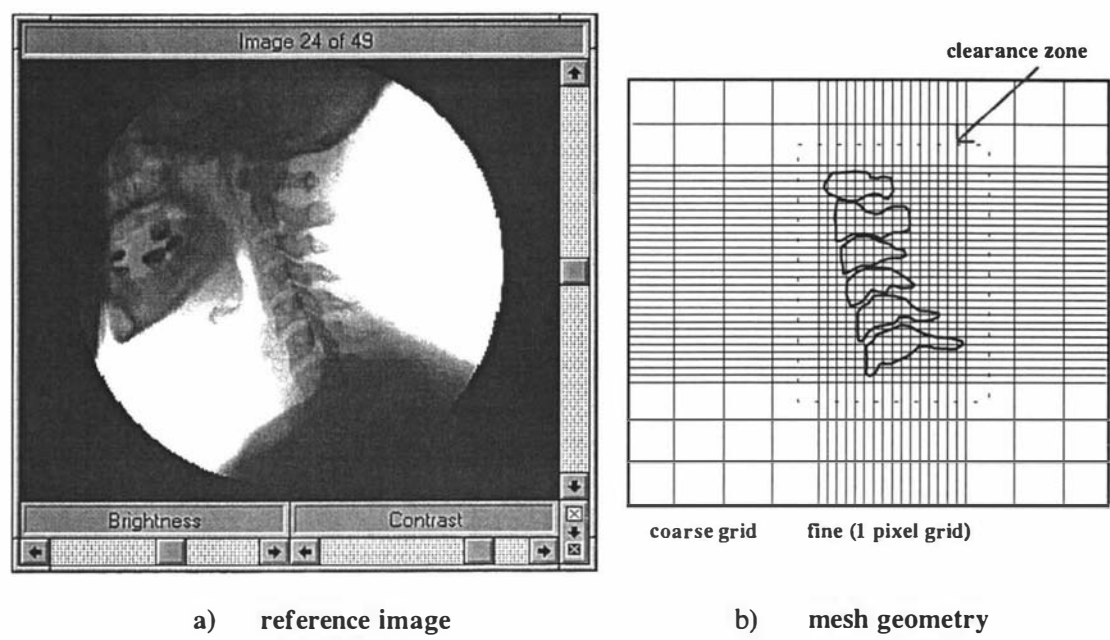 Image 24 of 49
Brightness
Contrast
a) reference image
clearance zone
coarse grid
fine (1 pixel grid)
b) mesh geometry